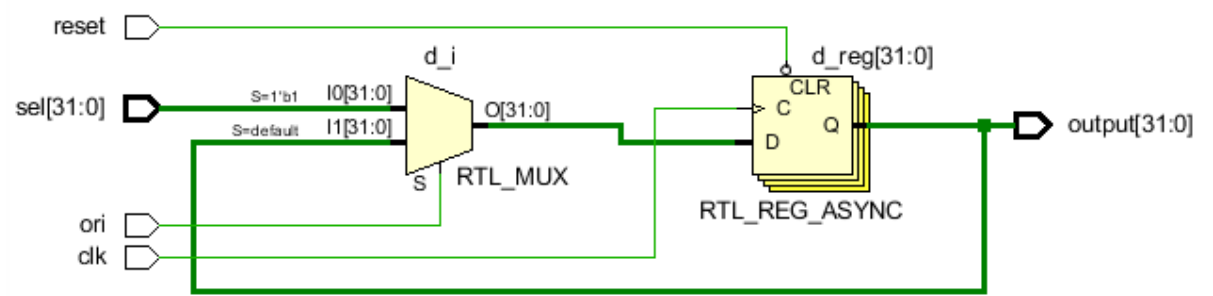 reset
d_i
d_reg[31:0]
CLR
sel[31:0]
S=1'b1
I0[31:0]
O[31:0]
C
S=default
I1[31:0]
Q
output[31:0]
D
S
RTL_MUX
RTL_REG_ASYNC
ori
clk